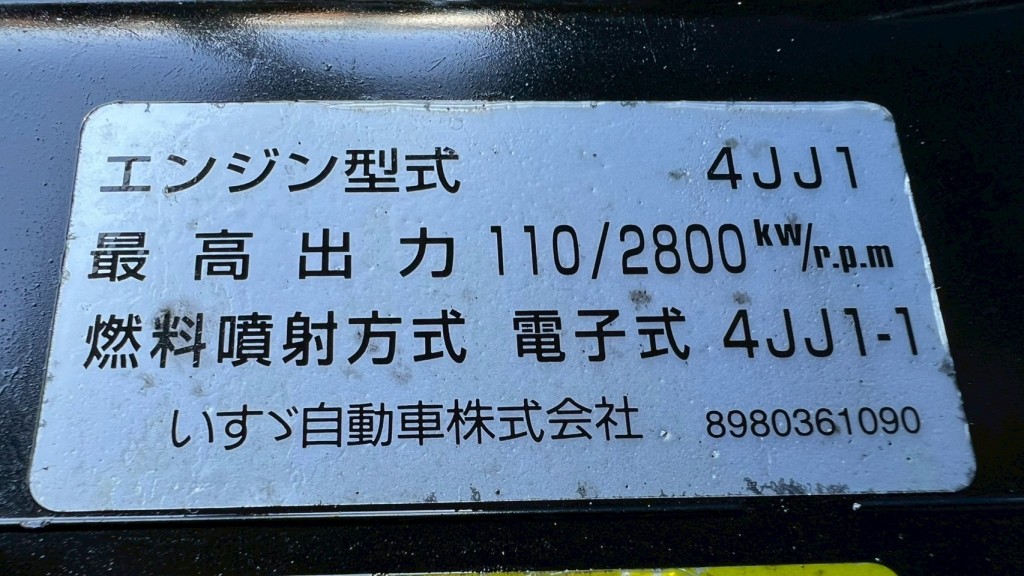 エンジン型式 4JJ1
最高出力 110/2800 kW/r.p.m
燃料噴射方式 電子式 4JJ1-1
いすゞ自動車株式会社 8980361090